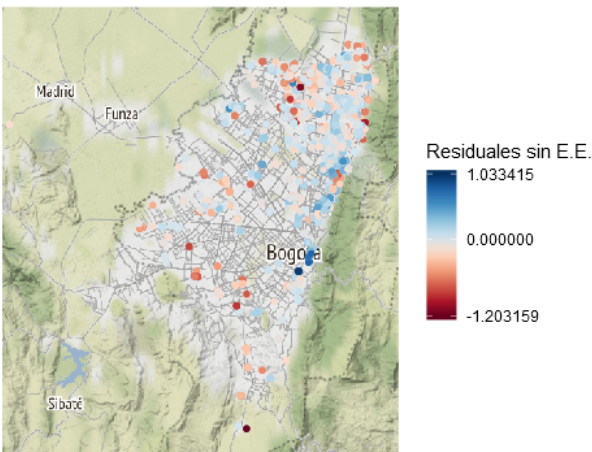 Madrid
Funza
Bogotá
Sibaté
Residuales sin E.E.
1.033415
0.000000
-1.203159